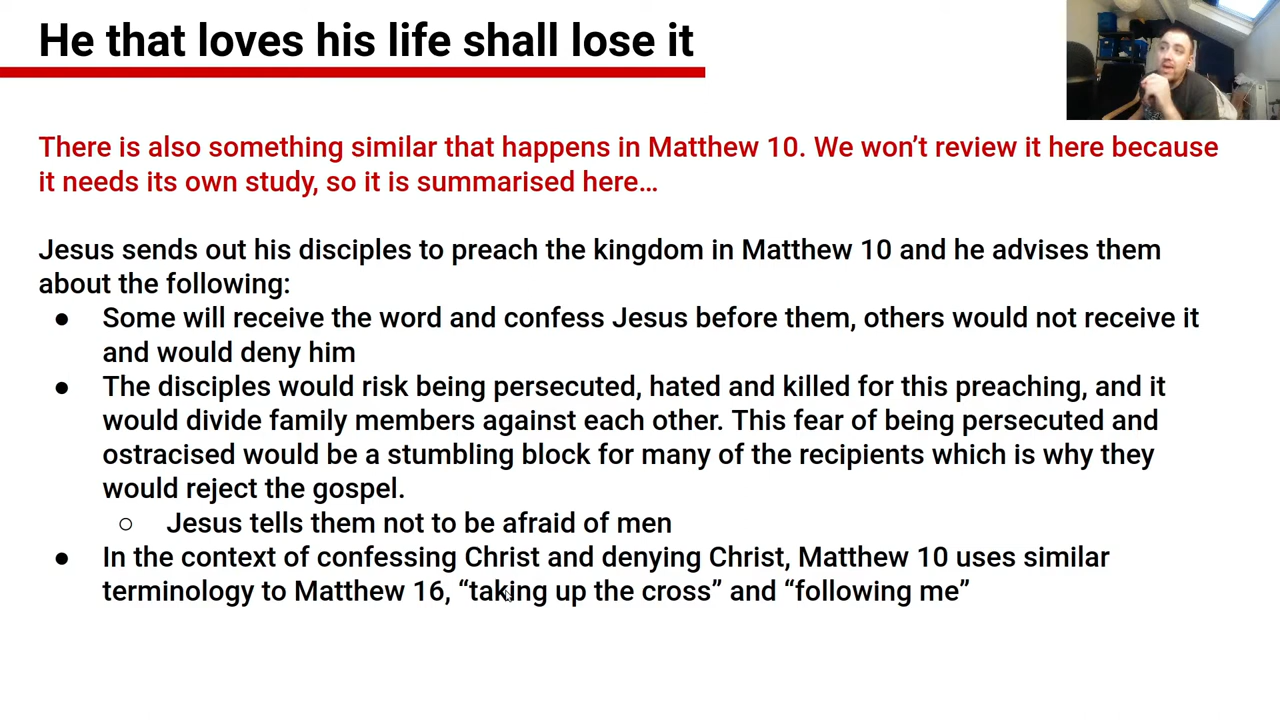 He that loves his life shall lose it
There is also something similar that happens in Matthew 10. We won’t review it here because
it needs its own study, so it is summarised here…
Jesus sends out his disciples to preach the kingdom in Matthew 10 and he advises them
about the following:
● Some will receive the word and confess Jesus before them, others would not receive it
and would deny him
● The disciples would risk being persecuted, hated and killed for this preaching, and it
would divide family members against each other. This fear of being persecuted and
ostracised would be a stumbling block for many of the recipients which is why they
would reject the gospel.
○ Jesus tells them not to be afraid of men
● In the context of confessing Christ and denying Christ, Matthew 10 uses similar
terminology to Matthew 16, “taking up the cross” and “following me”